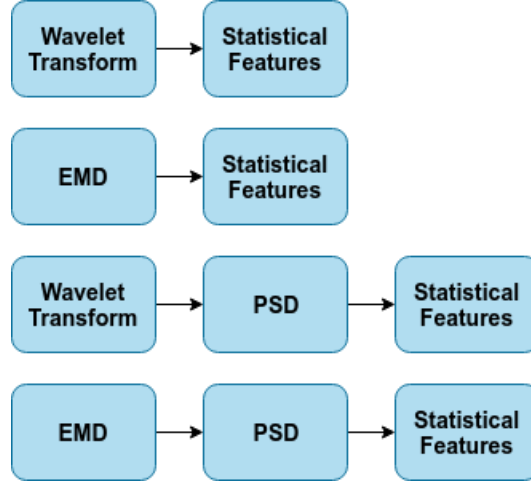 Wavelet
Transform
Statistical
Features
EMD
Statistical
Features
Wavelet
Transform
PSD
Statistical
Features
EMD
PSD
Statistical
Features